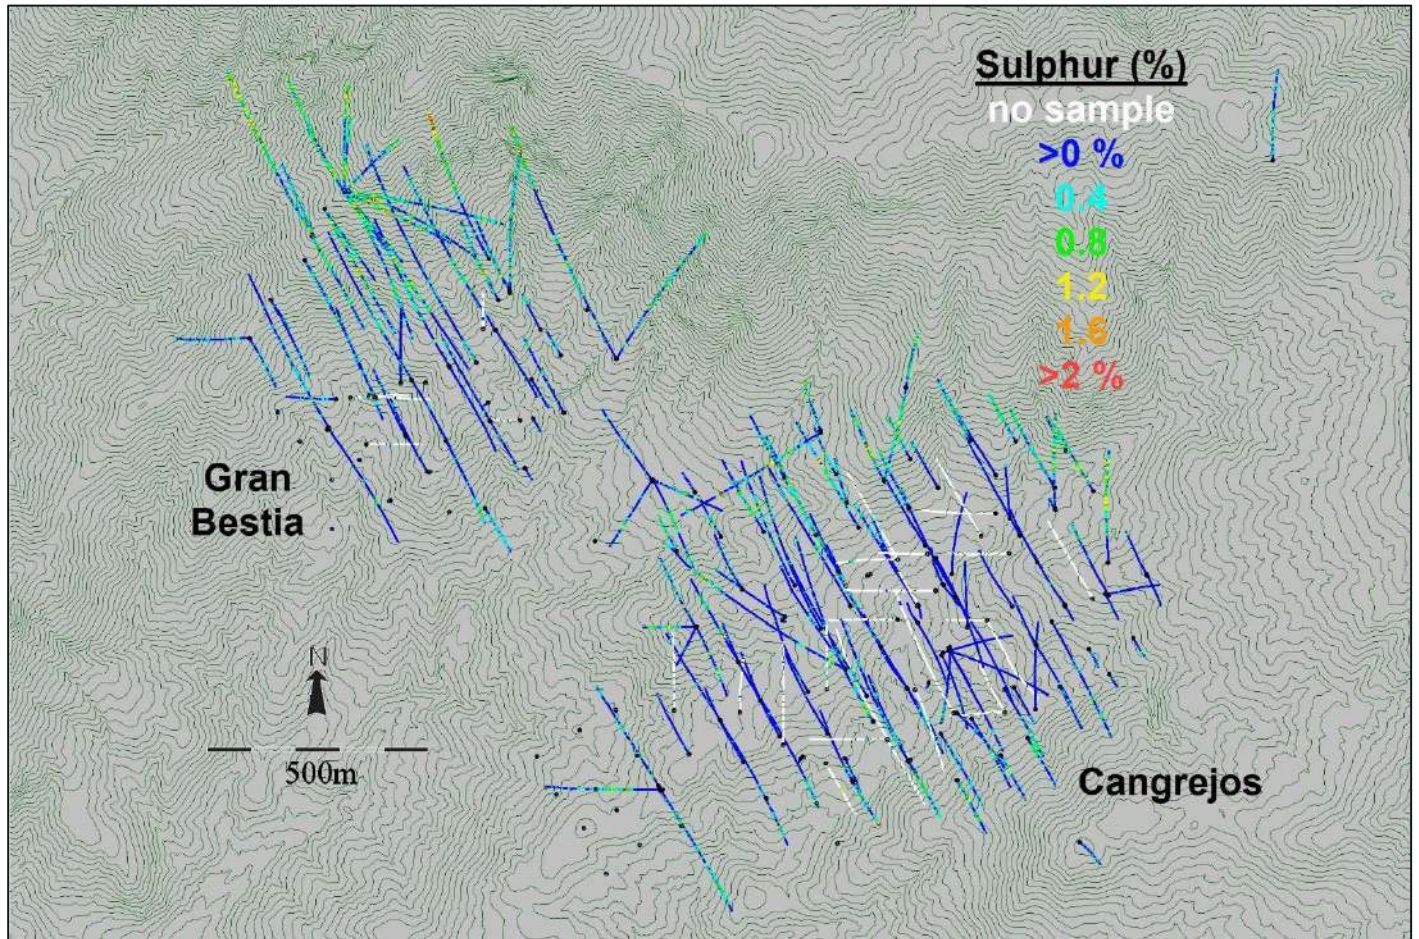 Sulphur (%)
no sample
>0 %
0.4
0.8
1.2
1.6
>2 %
Gran
Bestia
N
500m
Cangrejos